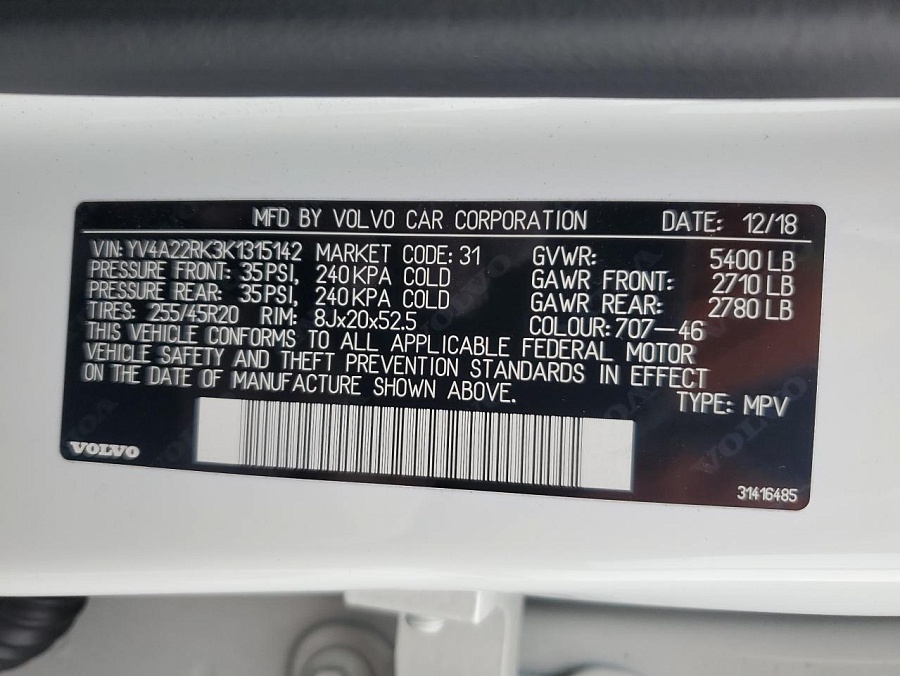 MFD BY VOLVO CAR CORPORATION DATE: 12/18
VIN: YV4A22RK3K1315142 MARKET CODE: 31 GVWR: 5400 LB
PRESSURE FRONT: 35 PSI, 240 KPA COLD GAWR FRONT: 2710 LB
PRESSURE REAR: 35 PSI, 240 KPA COLD GAWR REAR: 2780 LB
TIRES: 255/45R20 RIM: 8Jx20x52.5 COLOUR: 707-46
THIS VEHICLE CONFORMS TO ALL APPLICABLE FEDERAL MOTOR
VEHICLE SAFETY AND THEFT PREVENTION STANDARDS IN EFFECT
ON THE DATE OF MANUFACTURE SHOWN ABOVE.
TYPE: MPV
VOLVO
31416485